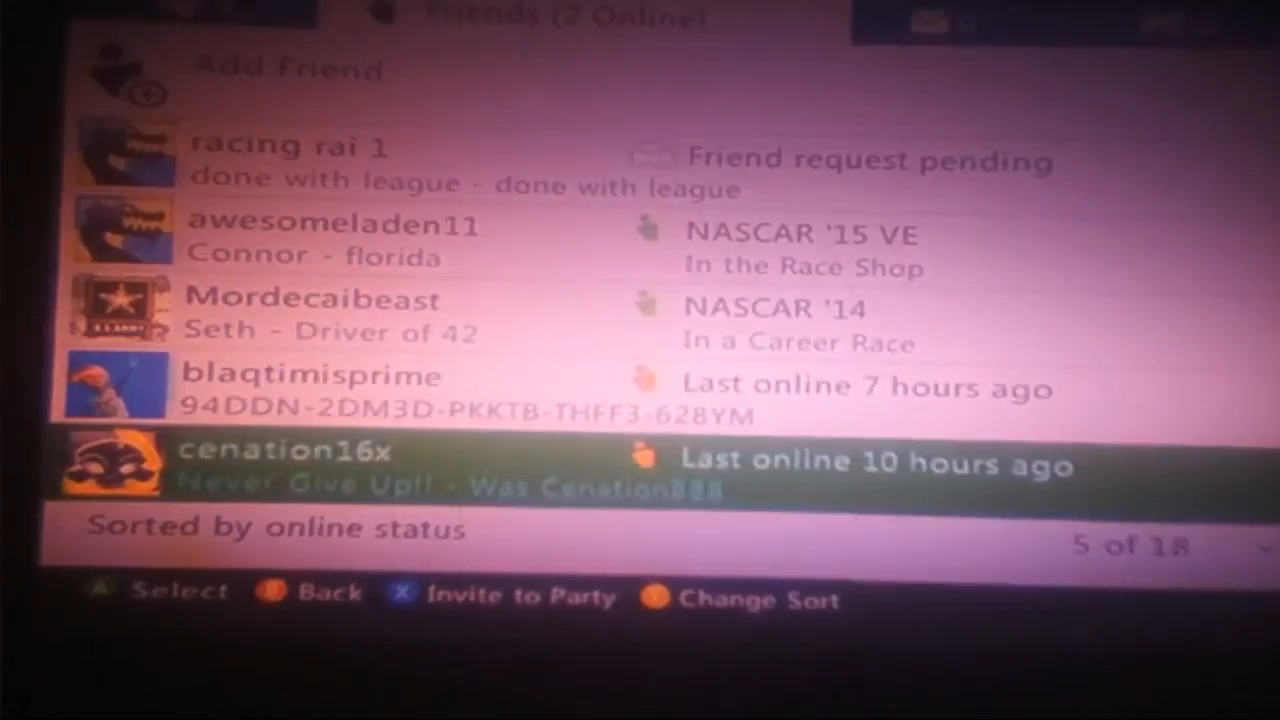 Friends (2 Online)
Add Friend
racing rai 1
Friend request pending
done with league - done with league
awesomeladen11
NASCAR '15 VE
Connor - florida
In the Race Shop
Mordecaibeast
NASCAR '14
Seth - Driver of 42
In a Career Race
blaqtimisprime
Last online 7 hours ago
94DDN-2DM3D-PKKTB-THFF3-628YM
cenation16x
Last online 10 hours ago
Never Give Up!! - Was Cenation888
Sorted by online status
5 of 18
A Select B Back X Invite to Party Y Change Sort